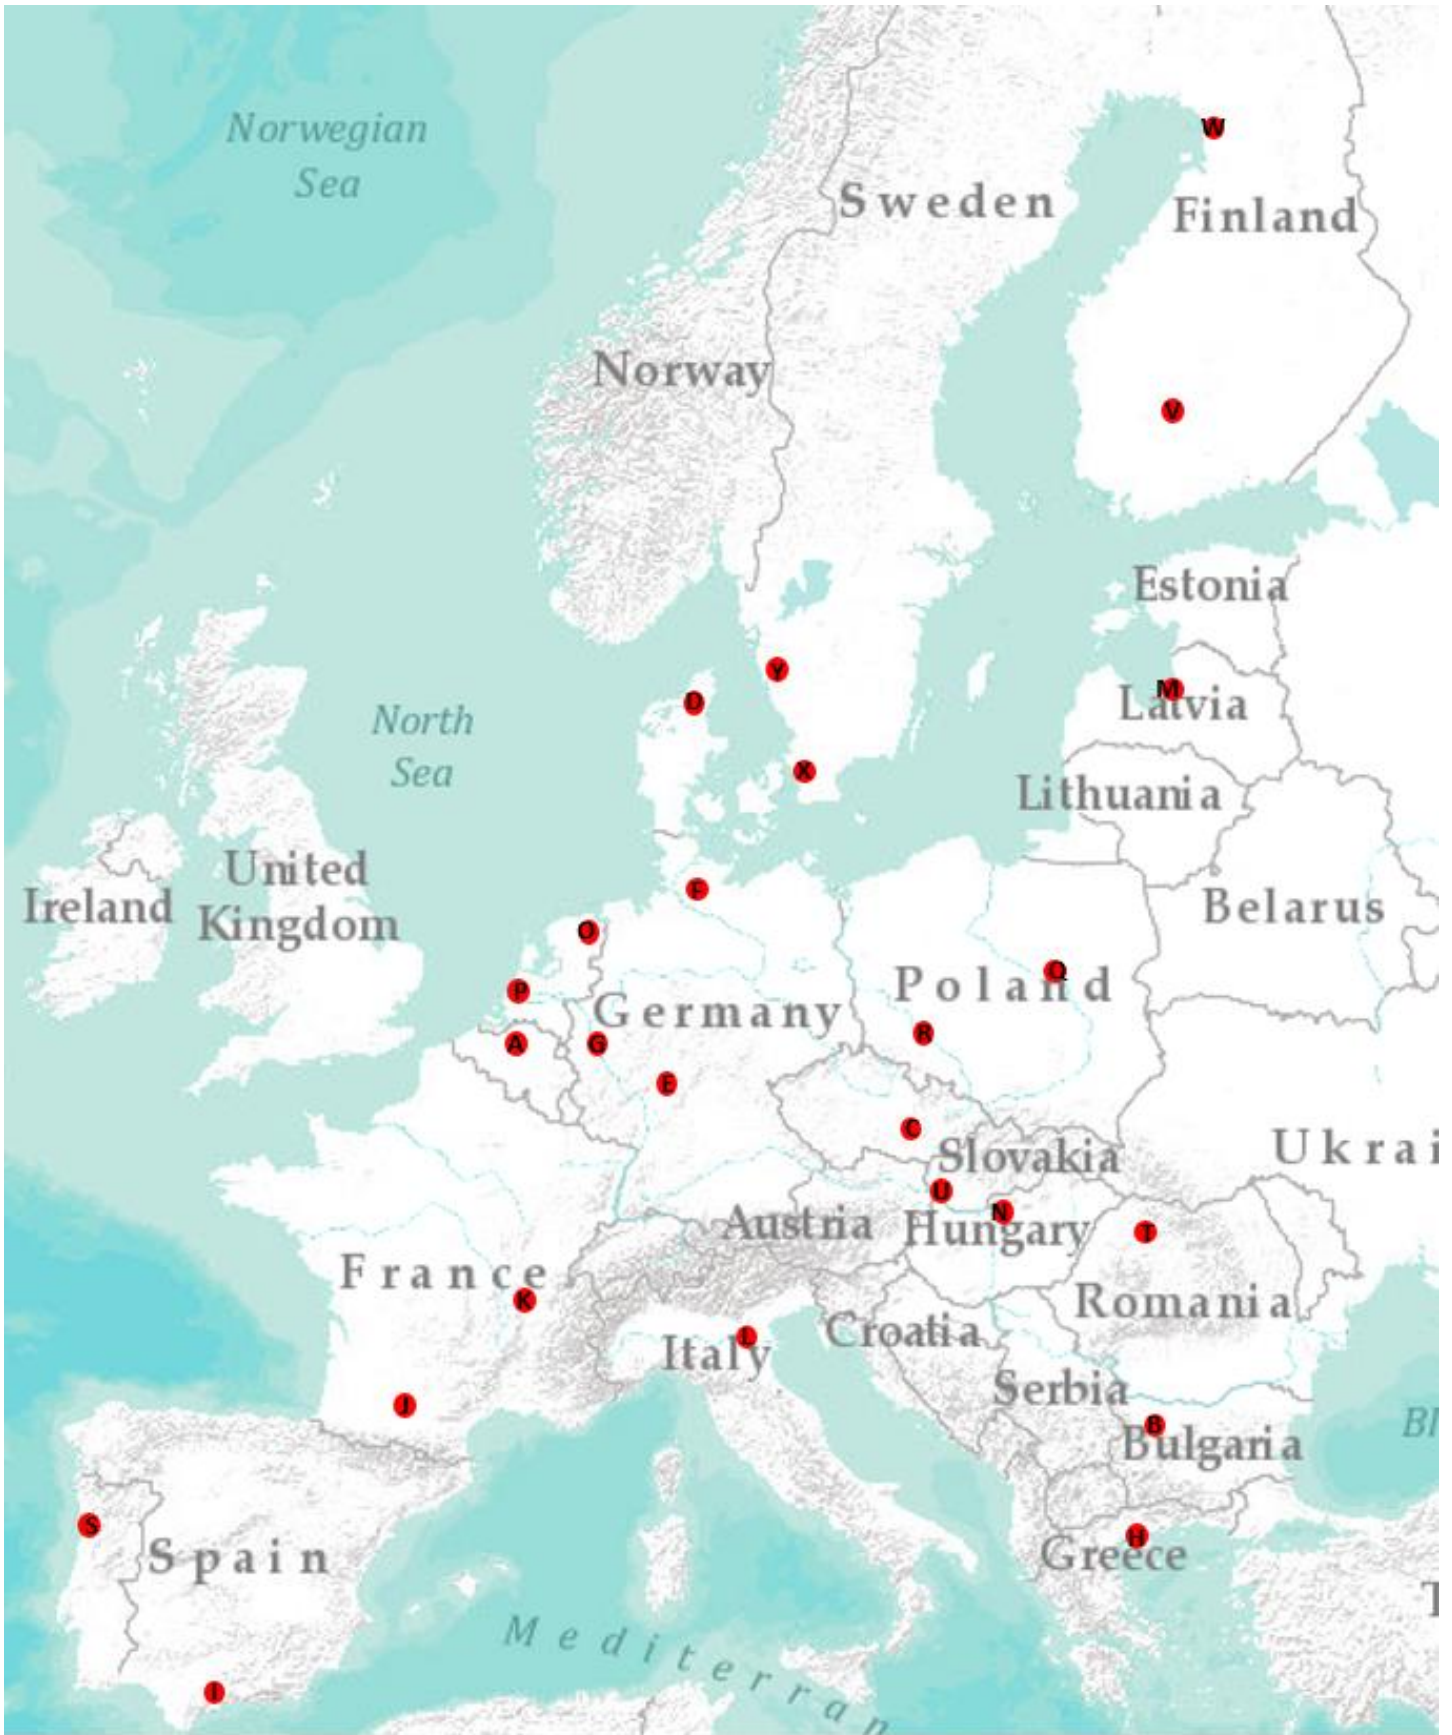 W
Norwegian
Sea
Sweden
Finland
Norway
V
Estonia
Y
M
D
Latvia
North
Sea
X
Lithuania
United
Kingdom
Ireland
F
Belarus
O
Q
P
Poland
Germany
R
A
G
E
C
Slovakia
Ukrai
U
N
Austria
Hungary
T
France
K
Romania
Croatia
L
Italy
Serbia
J
B
Bl
Bulgaria
S
H
Spain
Greece
T
Mediterran
I